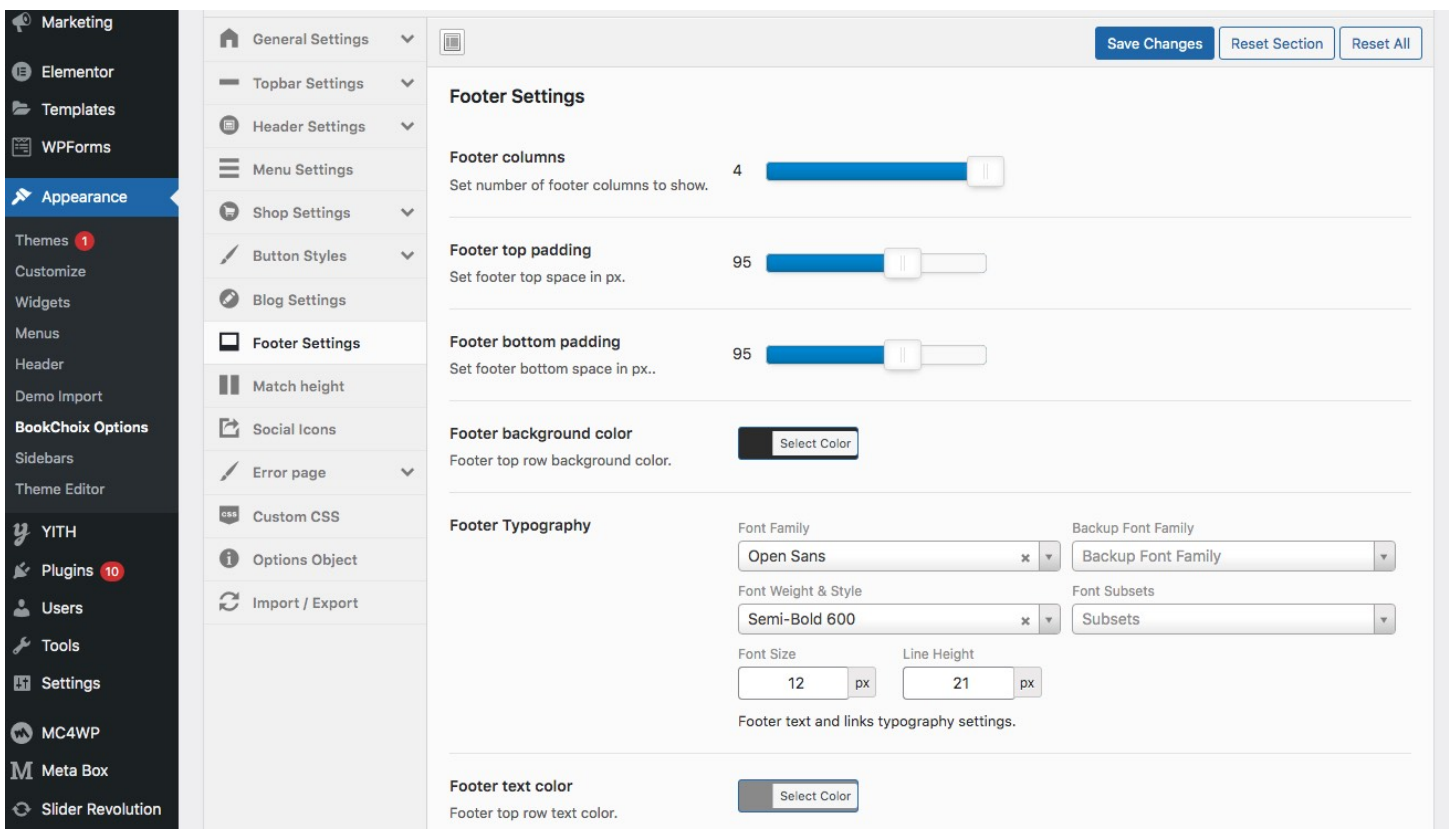 Marketing
Elementor
Templates
WPForms
Appearance
Themes 1
Customize
Widgets
Menus
Header
Demo Import
BookChoix Options
Sidebars
Theme Editor
YITH
Plugins 10
Users
Tools
Settings
MC4WP
Meta Box
Slider Revolution
General Settings
Topbar Settings
Header Settings
Menu Settings
Shop Settings
Button Styles
Blog Settings
Footer Settings
Match height
Social Icons
Error page
css Custom CSS
Options Object
Import / Export
Save Changes Reset Section Reset All
Footer Settings
Footer columns
Set number of footer columns to show.
4
Footer top padding
Set footer top space in px.
95
Footer bottom padding
Set footer bottom space in px..
95
Footer background color
Footer top row background color.
Select Color
Footer Typography
Font Family Backup Font Family
Open Sans Backup Font Family
Font Weight & Style Font Subsets
Semi-Bold 600 Subsets
Font Size Line Height
12 px 21 px
Footer text and links typography settings.
Footer text color
Footer top row text color.
Select Color